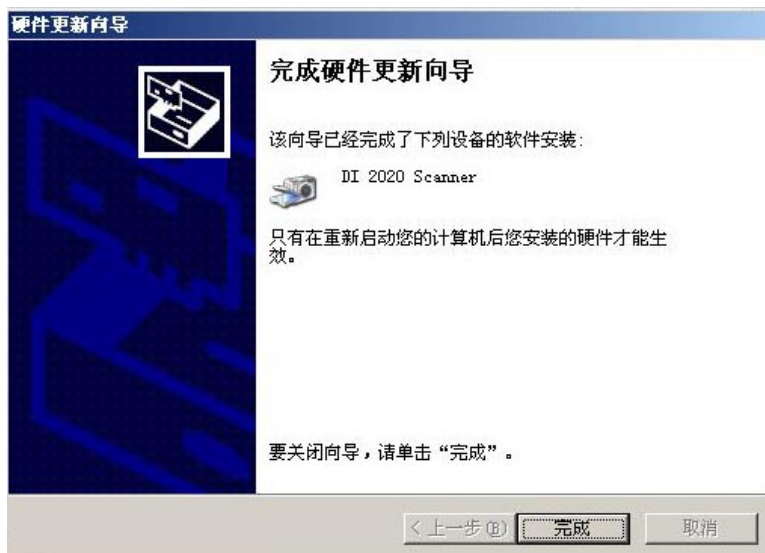 硬件更新向导
完成硬件更新向导
该向导已经完成了下列设备的软件安装:
DI 2020 Scanner
只有在重新启动您的计算机后您安装的硬件才能生
效。
要关闭向导，请单击“完成”。
<上一步(B) 完成 取消